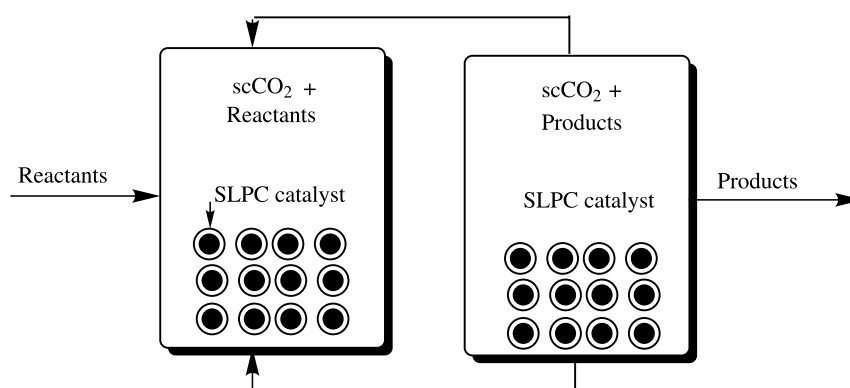 scCO₂ +
Reactants
scCO₂ +
Products
Reactants
SLPC catalyst
Products
SLPC catalyst